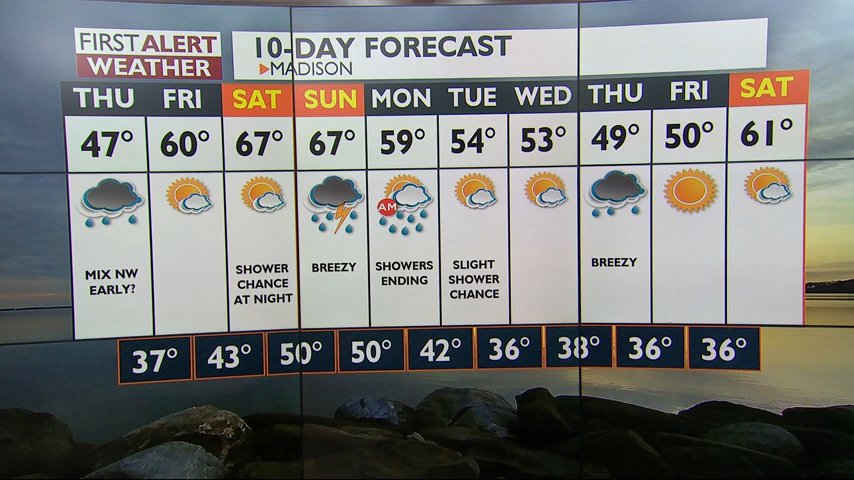 FIRST ALERT
WEATHER
10-DAY FORECAST
MADISON
THU FRI SAT SUN MON TUE WED THU FRI SAT
47° 60° 67° 67° 59° 54° 53° 49° 50° 61°
AM
MIX NW
EARLY?
SHOWER
CHANCE
AT NIGHT
BREEZY
SHOWERS
ENDING
SLIGHT
SHOWER
CHANCE
BREEZY
37° 43° 50° 50° 42° 36° 38° 36° 36°